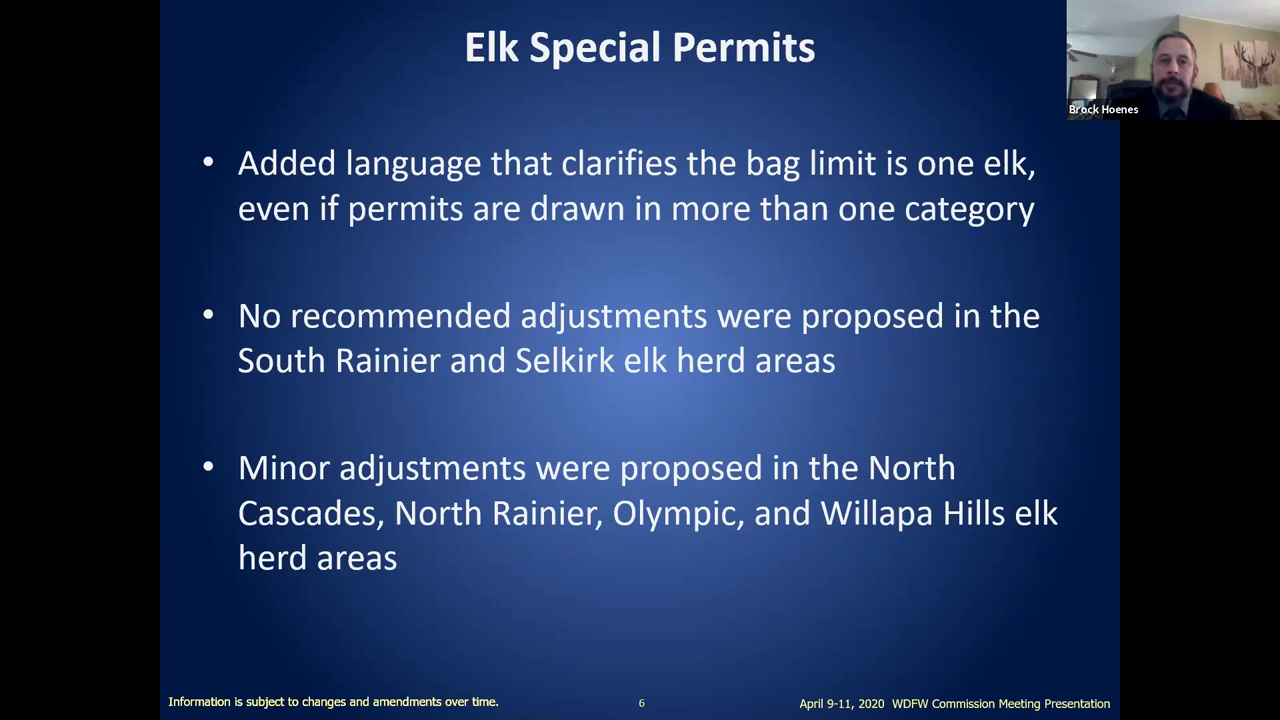 Elk Special Permits
Brock Hoenes
• Added language that clarifies the bag limit is one elk,
even if permits are drawn in more than one category
• No recommended adjustments were proposed in the
South Rainier and Selkirk elk herd areas
• Minor adjustments were proposed in the North
Cascades, North Rainier, Olympic, and Willapa Hills elk
herd areas
Information is subject to changes and amendments over time.
6
April 9-11, 2020 WDFW Commission Meeting Presentation